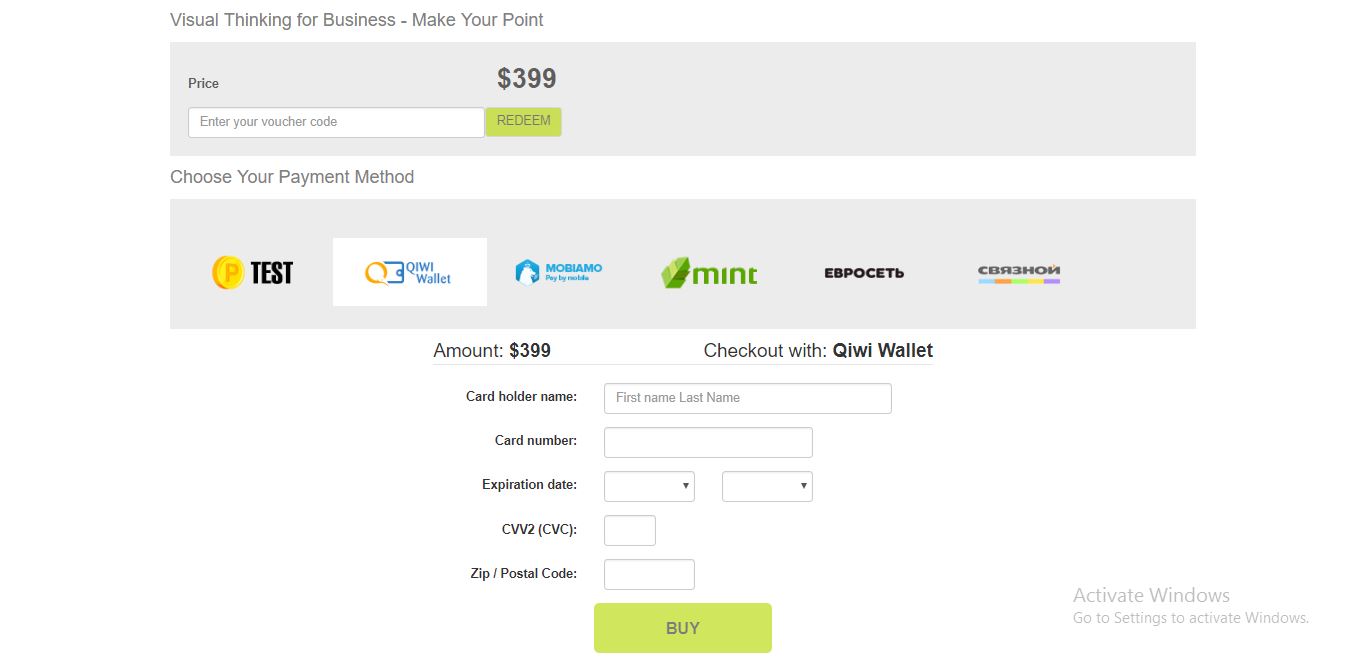 Visual Thinking for Business - Make Your Point
Price $399
Enter your voucher code REDEEM
Choose Your Payment Method
P TEST QIWI Wallet MOBIAMO Pay by mobile mint ЕВРОСЕТЬ СВЯЗНОЙ
Amount: $399 Checkout with: Qiwi Wallet
Card holder name: First name Last Name
Card number:
Expiration date:
CVV2 (CVC):
Zip / Postal Code:
BUY
Activate Windows
Go to Settings to activate Windows.